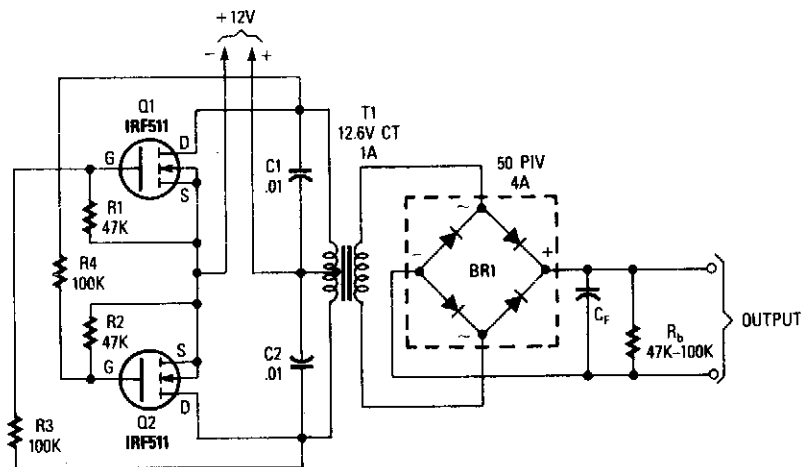 +12V
-
+
Q1
IRF511
D
G
S
R1
47K
R4
100K
R2
47K
S
G
D
Q2
IRF511
R3
100K
C1
.01
C2
.01
T1
12.6V CT
1A
50 PIV
4A
~
-
BR1
+
~
CF
Rb
47K–100K
OUTPUT